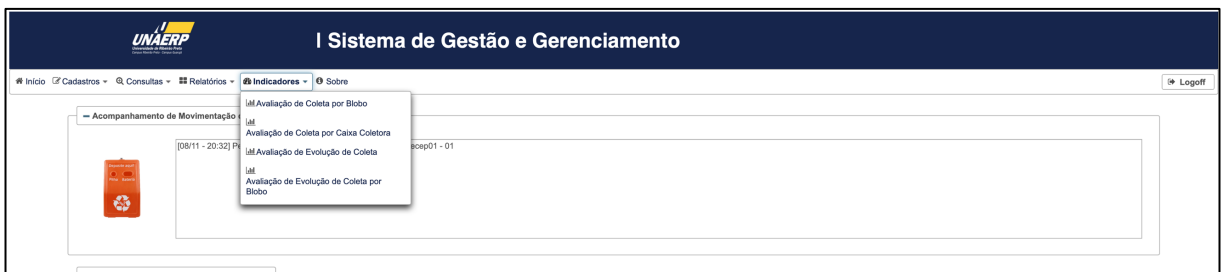 UNAERP
Universidade de Ribeirão Preto
I Sistema de Gestão e Gerenciamento
Início Cadastros Consultas Relatórios Indicadores Sobre Logoff
Avaliação de Coleta por Blobo
Avaliação de Coleta por Caixa Coletora
Avaliação de Evolução de Coleta
Avaliação de Evolução de Coleta por
Blobo
Acompanhamento de Movimentação
[08/11 - 20:32] ecep01 - 01